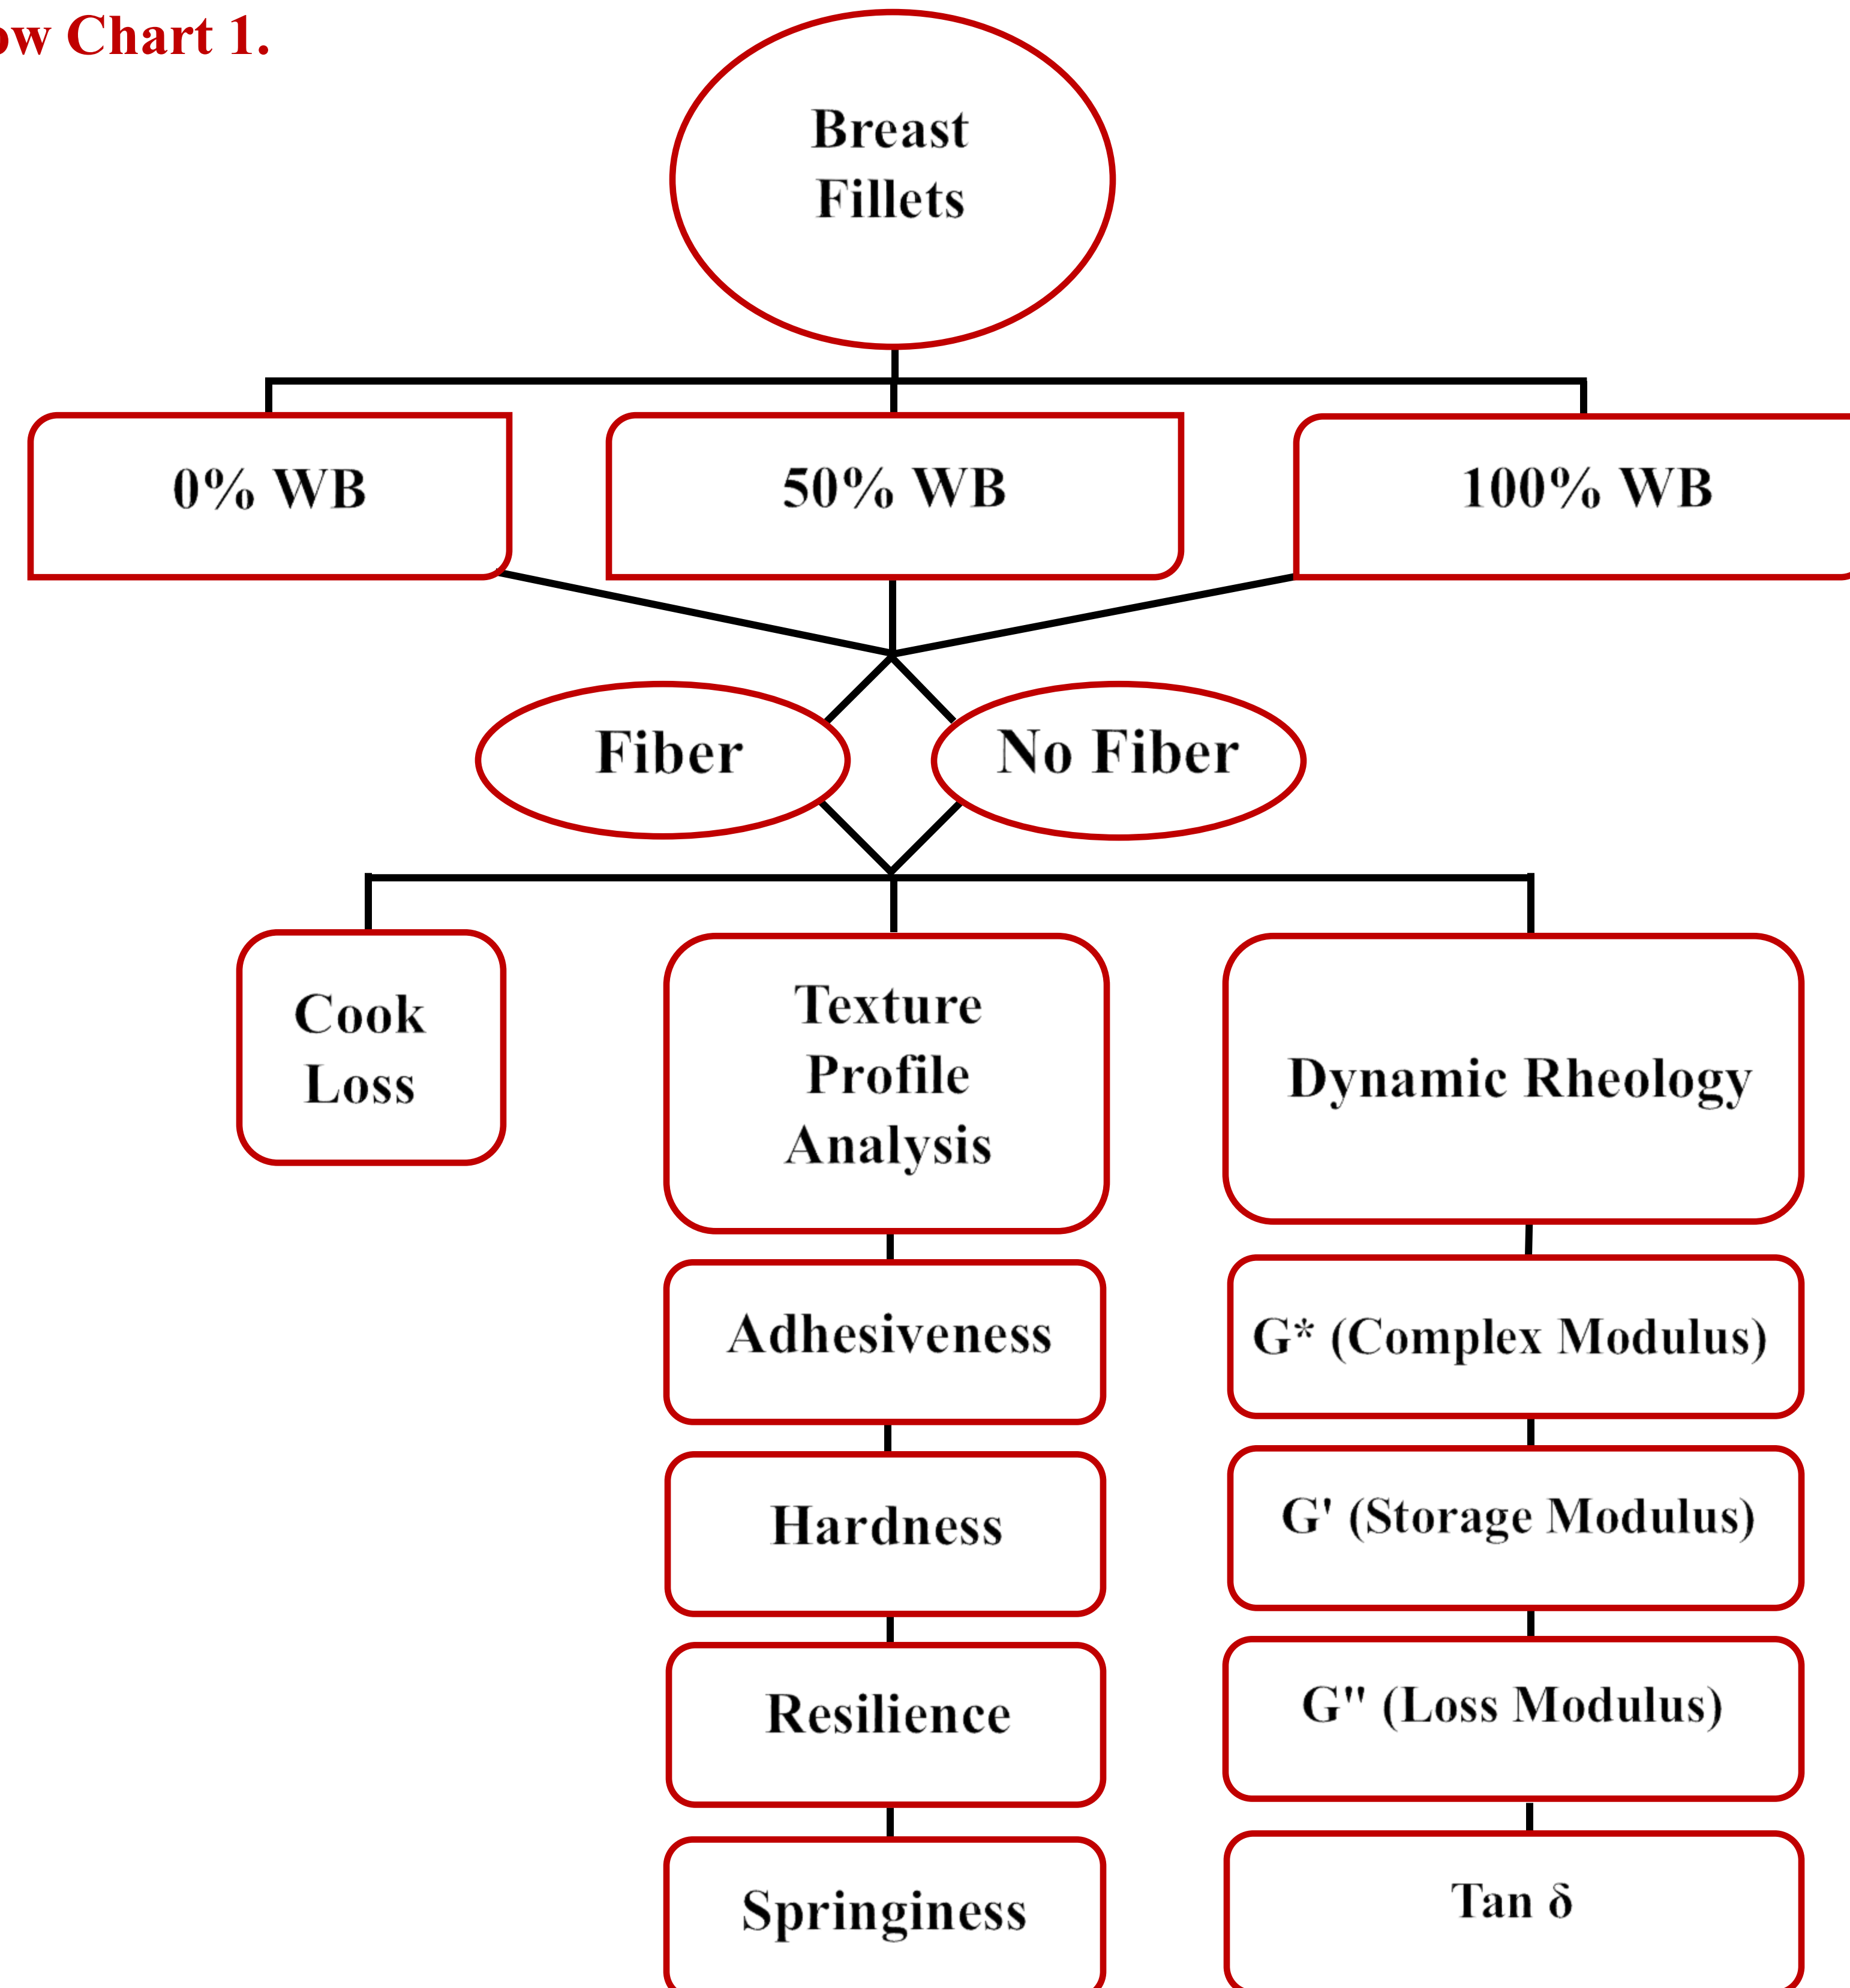 ow Chart 1.
Breast
Fillets
0% WB
50% WB
100% WB
Fiber
No Fiber
Cook
Loss
Texture
Profile
Analysis
Dynamic Rheology
Adhesiveness
G* (Complex Modulus)
Hardness
G' (Storage Modulus)
Resilience
G" (Loss Modulus)
Springiness
Tan δ